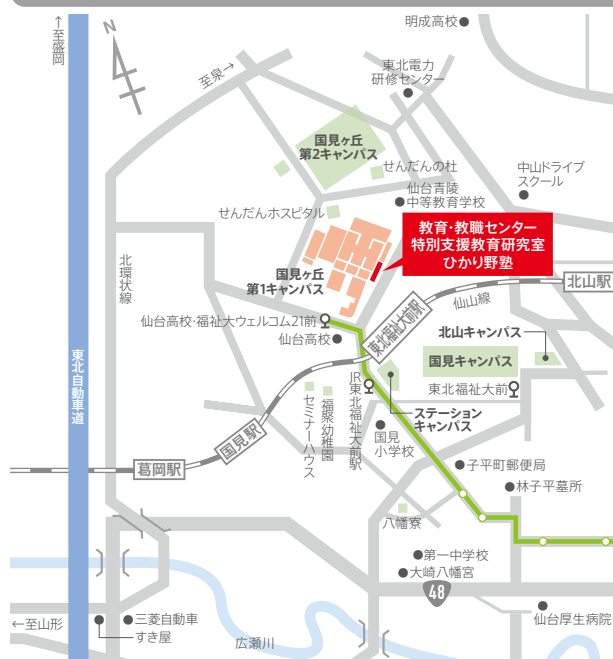 明成高校
←至盛岡
N
至泉→
東北電力
研修センター
国見ヶ丘
第2キャンパス
せんだんの杜
中山ドライブ
スクール
仙台青陵
中等教育学校
せんだんホスピタル
教育・教職センター
特別支援教育研究室
ひかり野塾
北環状線
国見ヶ丘
第1キャンパス
北山駅
仙山線
仙台高校・福祉大ウェルコム21前
東北福祉大前駅
北山キャンパス
仙台高校
国見キャンパス
東北自動車道
東北福祉大前
JR東北福祉大前駅
ステーション
キャンパス
福聚幼稚園
セミナーハウス
国見駅
国見
小学校
葛岡駅
子平町郵便局
林子平墓所
八幡寮
第一中学校
大崎八幡宮
48
仙台厚生病院
←至山形
三菱自動車
すき屋
広瀬川